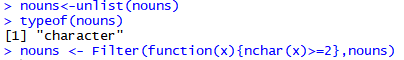 > nouns<-unlist(nouns)
> typeof(nouns)
[1] "character"
> nouns <- Filter(function(x){nchar(x)>=2},nouns)